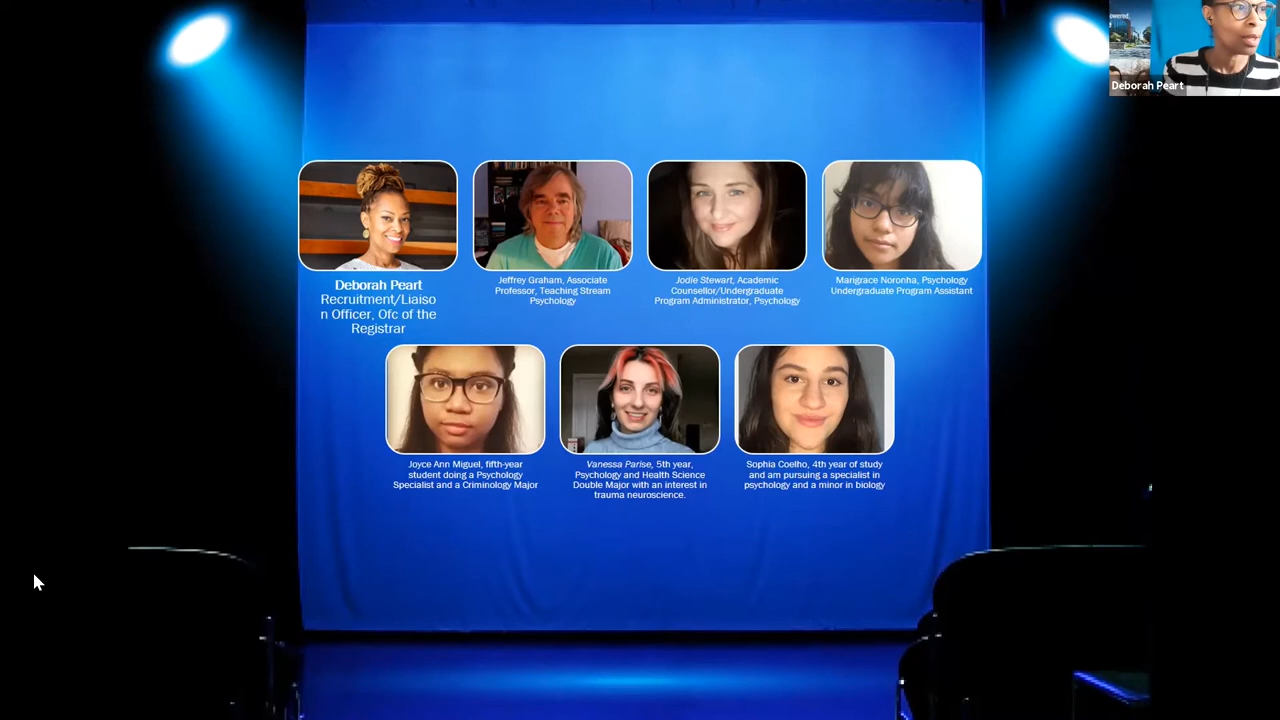 owered.
Deborah Peart
Deborah Peart
Recruitment/Liaiso
n Officer, Ofc of the
Registrar
Jeffrey Graham, Associate
Professor, Teaching Stream
Psychology
Jodie Stewart, Academic
Counsellor/Undergraduate
Program Administrator, Psychology
Marigrace Noronha, Psychology
Undergraduate Program Assistant
Joyce Ann Miguel, fifth-year
student doing a Psychology
Specialist and a Criminology Major
Vanessa Parise, 5th year,
Psychology and Health Science
Double Major with an interest in
trauma neuroscience.
Sophia Coelho, 4th year of study
and am pursuing a specialist in
psychology and a minor in biology